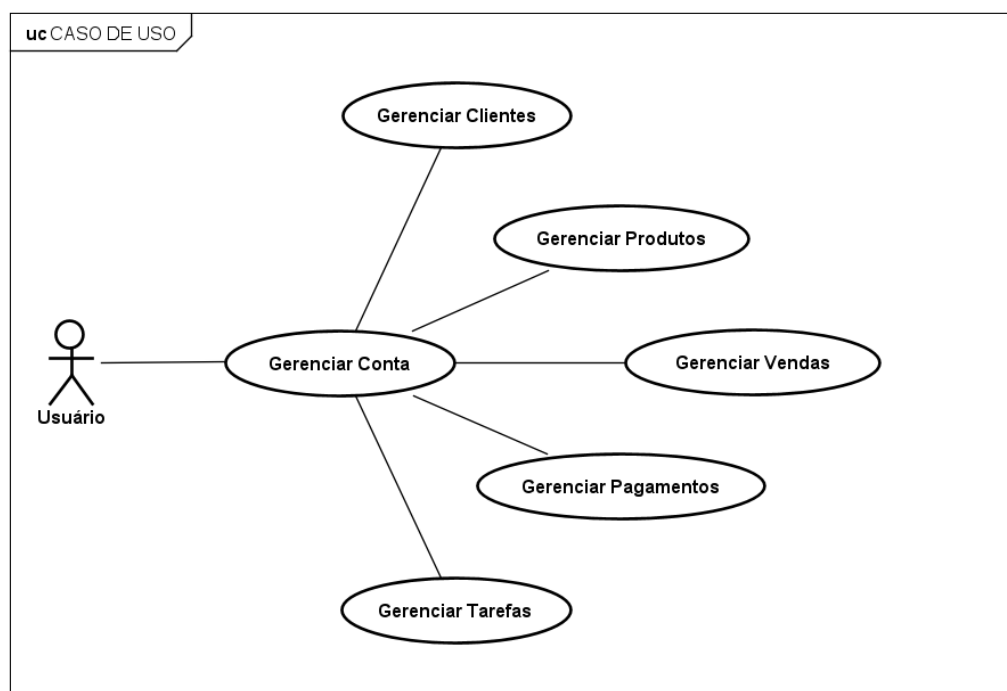 uc CASO DE USO
Gerenciar Clientes
Gerenciar Produtos
Gerenciar Conta
Gerenciar Vendas
Usuário
Gerenciar Pagamentos
Gerenciar Tarefas